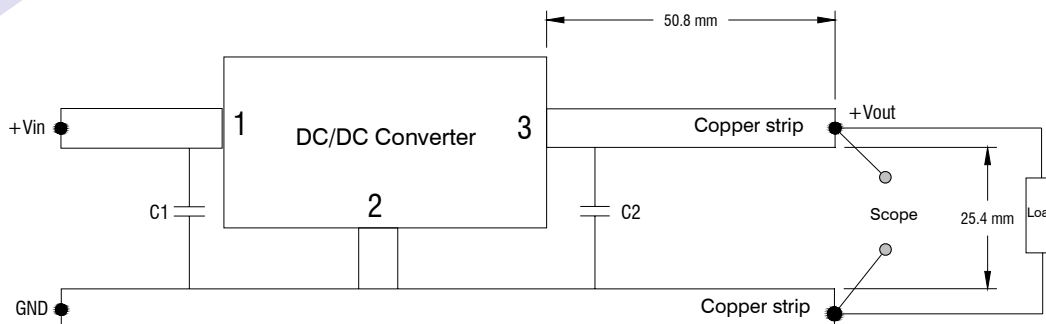 50.8 mm
+Vin
1
DC/DC Converter
3
Copper strip
+Vout
C1
2
C2
Scope
25.4 mm
Loa
GND
Copper strip